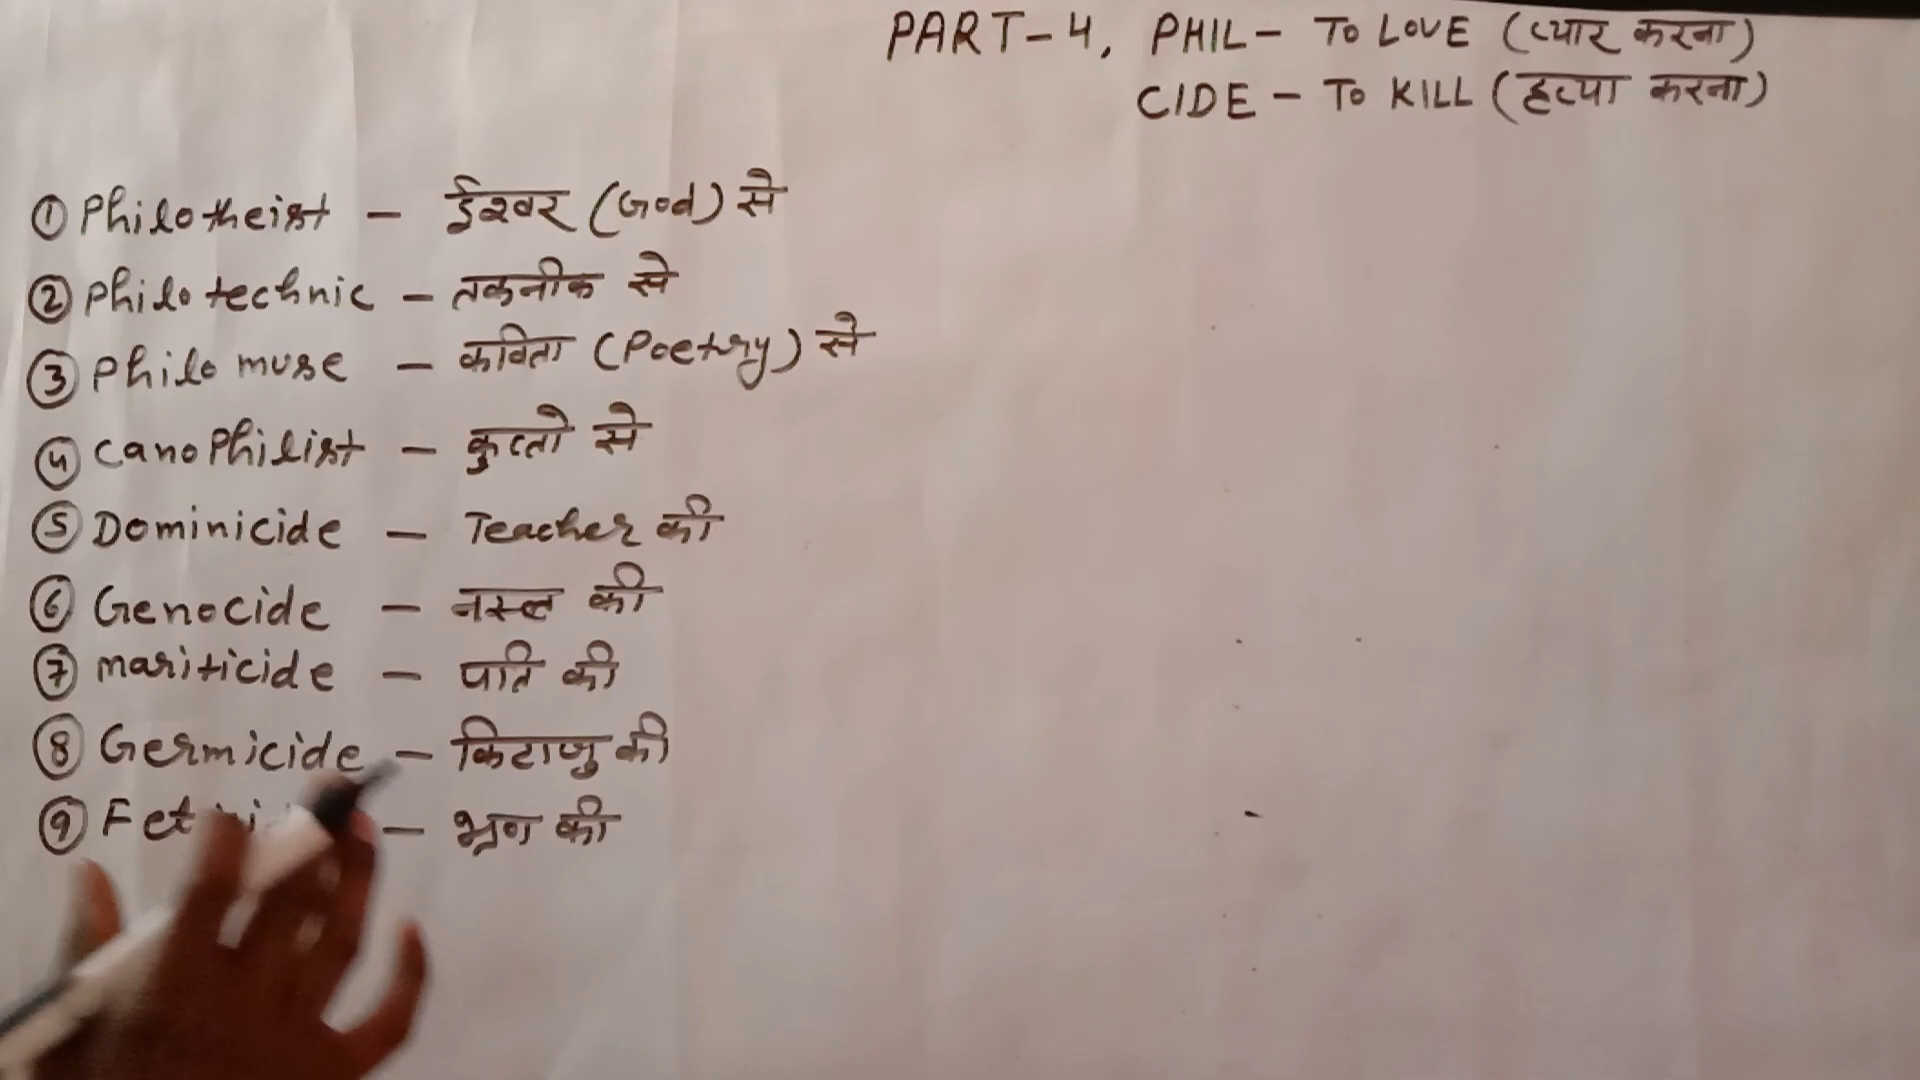 PART-4, PHIL- TO LOVE (प्यार करना)
CIDE - TO KILL (हत्या करना)
① Philotheist - ईश्वर (God) से
② Philotechnic - तकनीक से
③ Philomuse - कविता (Poetry) से
④ CanoPhilist - कुत्तो से
⑤ Dominicide - Teacher की
⑥ Genocide - नस्ल की
⑦ mariticide - पति की
⑧ Germicide - किटाणु की
⑨ - भ्रूण की